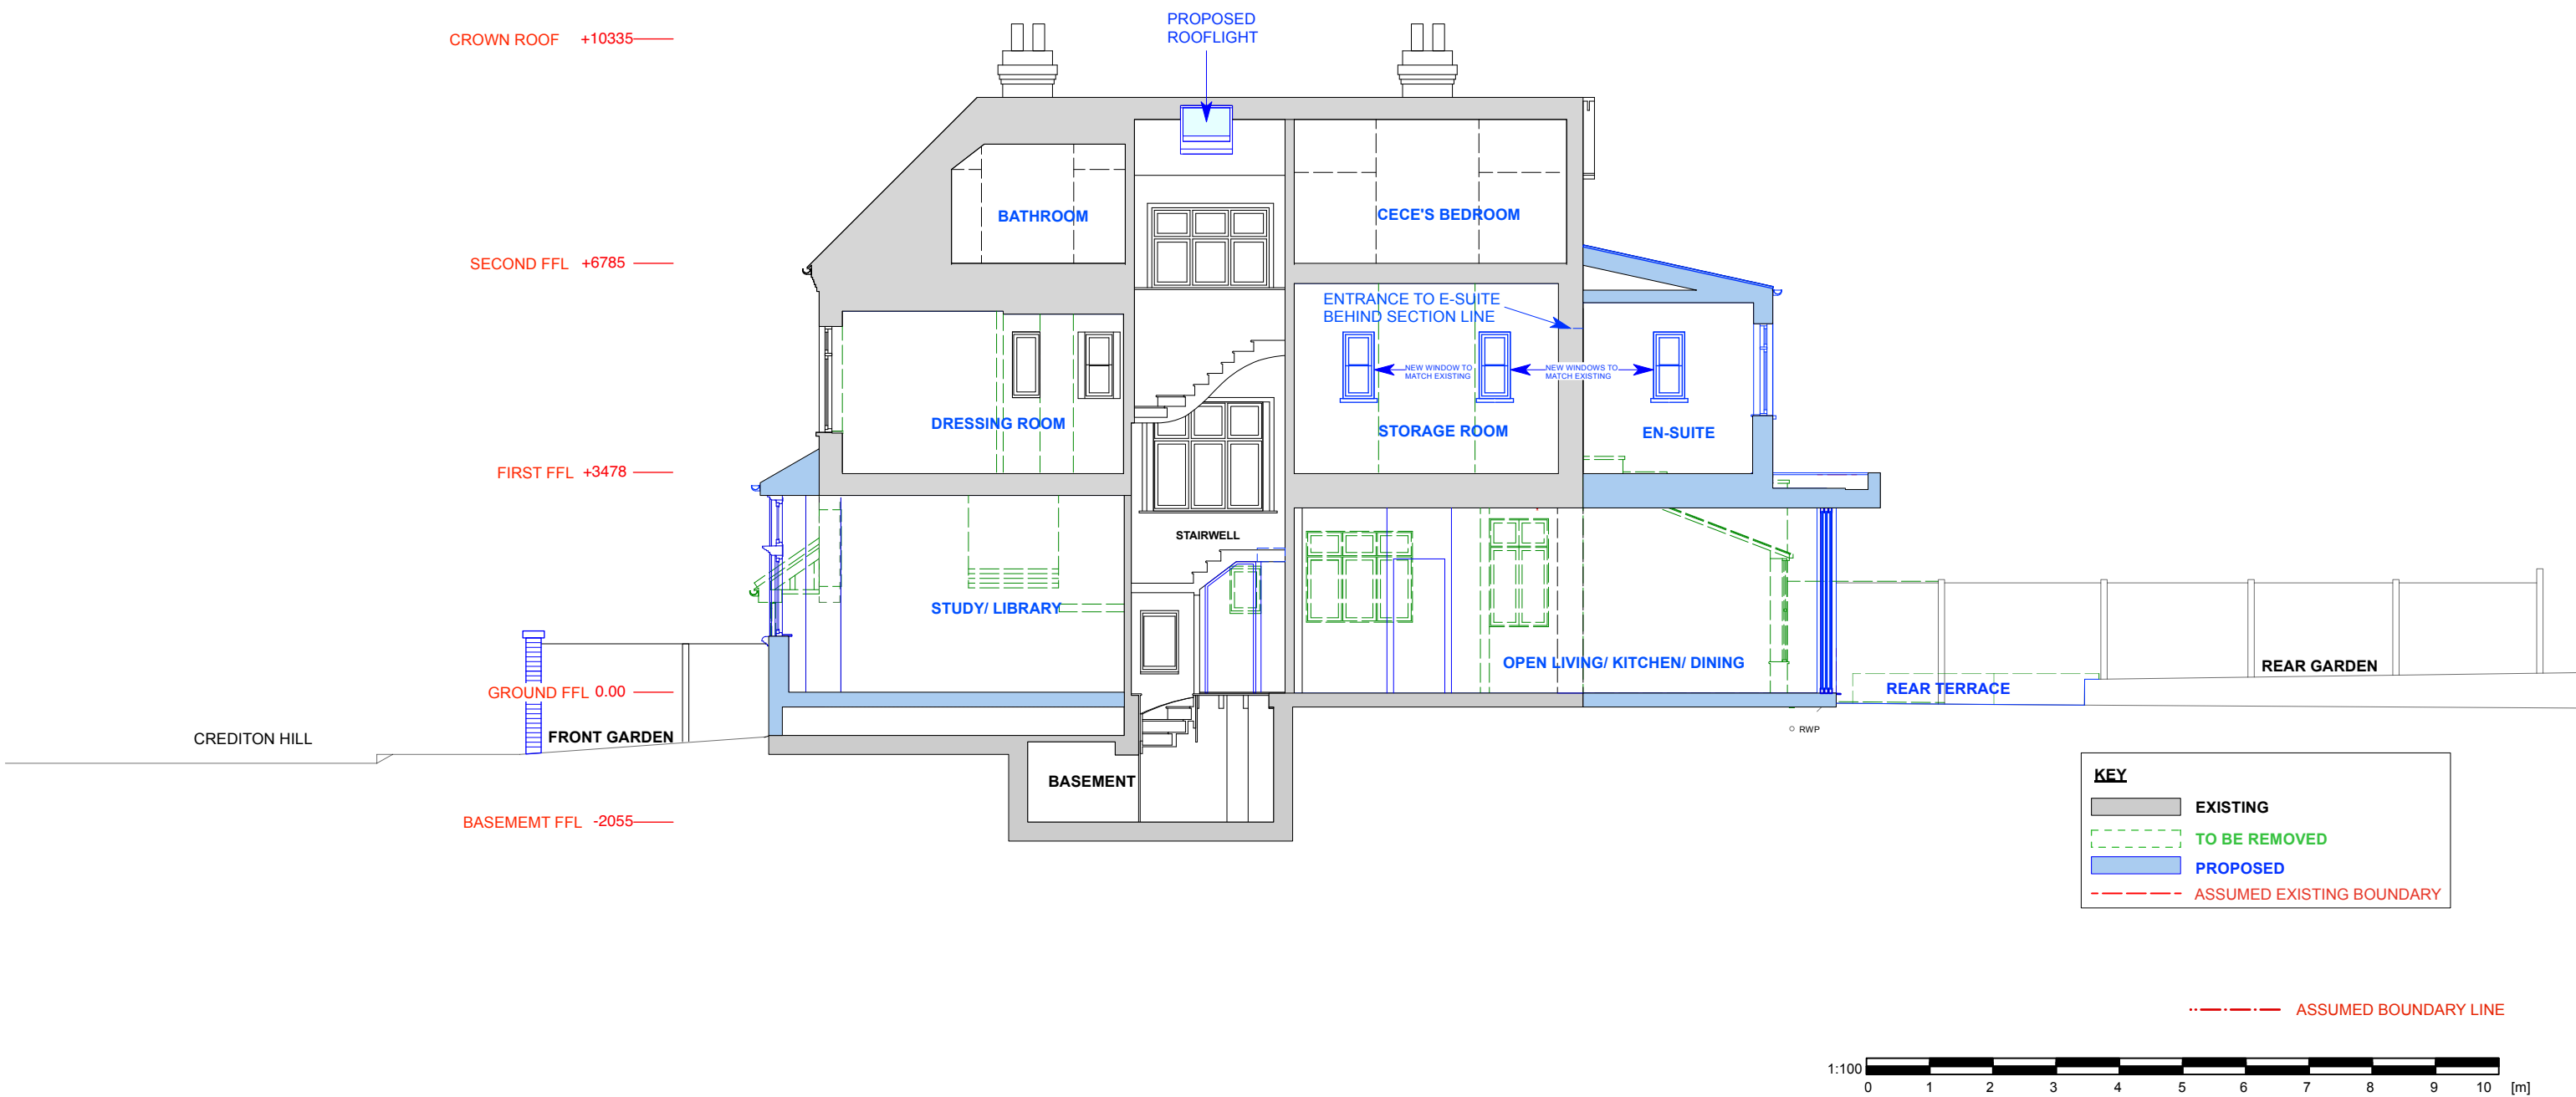 PROPOSED
ROOFLIGHT
CROWN ROOF +10335
BATHROOM
CECE'S BEDROOM
SECOND FFL +6785
ENTRANCE TO E-SUITE
BEHIND SECTION LINE
NEW WINDOW TO
MATCH EXISTING
NEW WINDOWS TO
MATCH EXISTING
DRESSING ROOM
STORAGE ROOM
EN-SUITE
FIRST FFL +3478
STAIRWELL
STUDY/ LIBRARY
OPEN LIVING/ KITCHEN/ DINING
REAR GARDEN
GROUND FFL 0.00
REAR TERRACE
CREDITON HILL
FRONT GARDEN
RWP
BASEMENT
BASEMEMT FFL -2055
KEY
EXISTING
TO BE REMOVED
PROPOSED
ASSUMED EXISTING BOUNDARY
ASSUMED BOUNDARY LINE
1:100
0 1 2 3 4 5 6 7 8 9 10 [m]